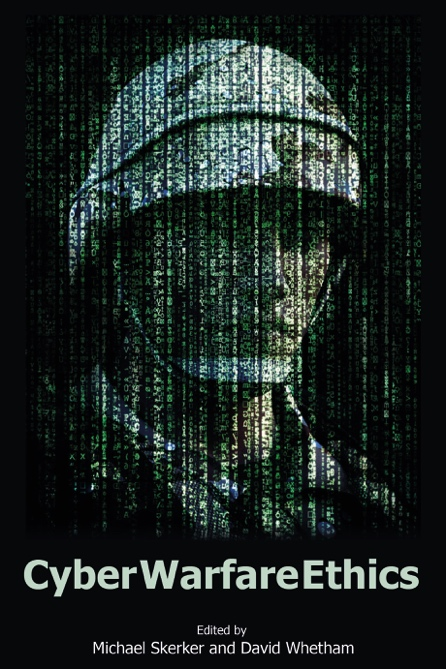 CyberWarfareEthics
Edited by
Michael Skerker and David Whetham